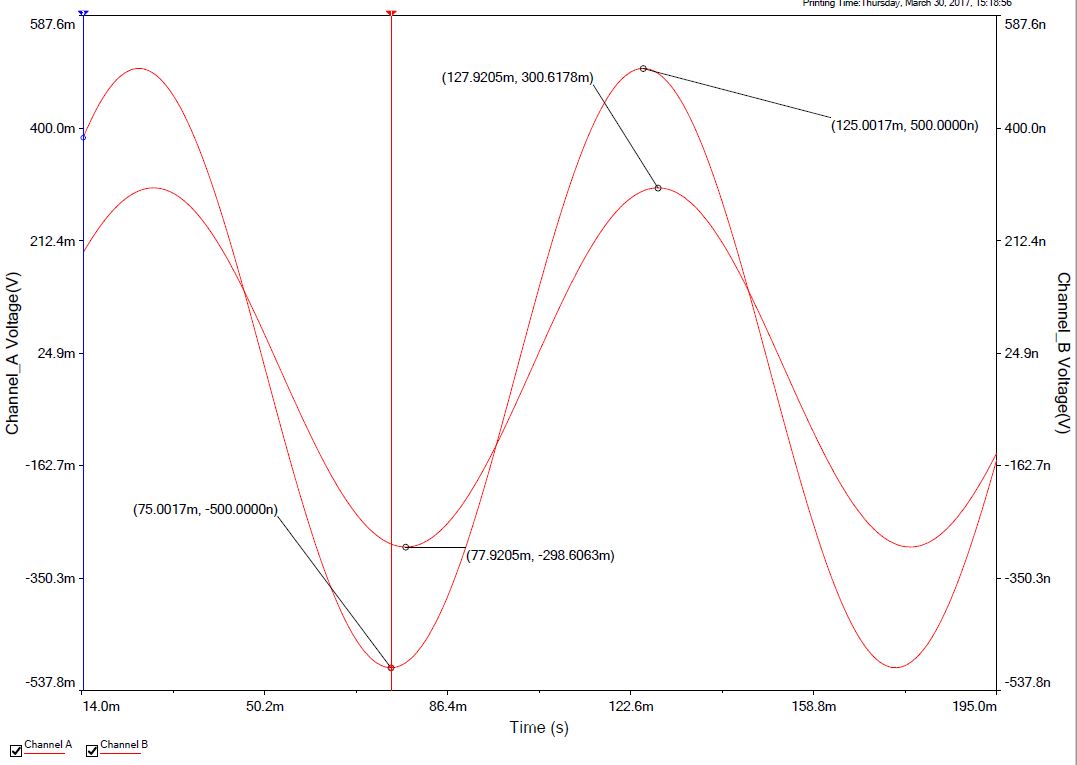 Printing Time:Thursday, March 30, 2017, 15:18:56
587.6m
587.6n
(127.9205m, 300.6178m)
(125.0017m, 500.0000n)
400.0m
400.0n
212.4m
212.4n
Channel_A Voltage(V)
Channel_B Voltage(V)
24.9m
24.9n
-162.7m
-162.7n
(75.0017m, -500.0000n)
(77.9205m, -298.6063m)
-350.3m
-350.3n
-537.8m
-537.8n
14.0m 50.2m 86.4m 122.6m 158.8m 195.0m
Time (s)
Channel A Channel B